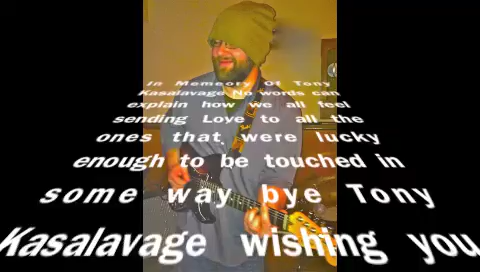 In Memeory Of Tony
Kasalavage No words can
explain how we all feel
sending Love to all the
ones that were lucky
enough to be touched in
some way bye Tony
Kasalavage wishing you